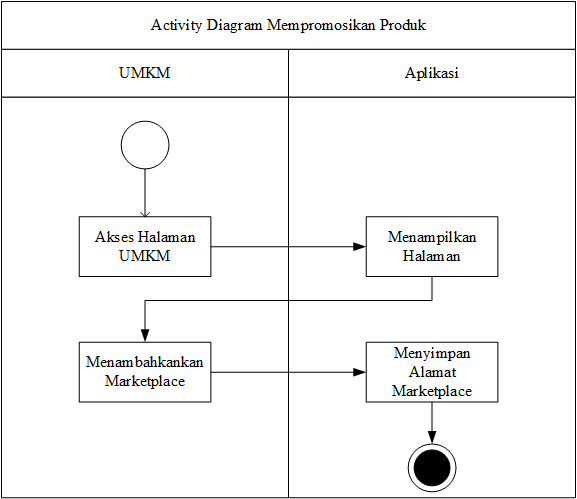 Activity Diagram Mempromosikan Produk
UMKM
Aplikasi
Akses Halaman
UMKM
Menampilkan
Halaman
Menambahkankan
Marketplace
Menyimpan
Alamat
Marketplace